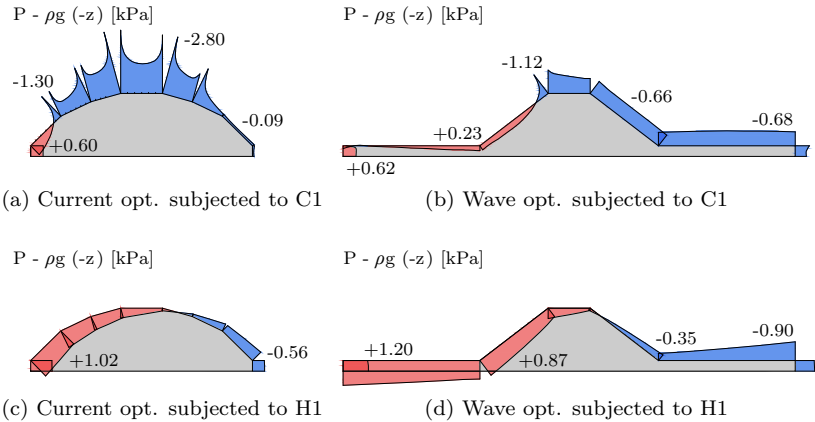 P - ρg (-z) [kPa]
P - ρg (-z) [kPa]
-2.80
-1.30
-0.09
+0.60
-1.12
-0.66
+0.23
-0.68
+0.62
(a) Current opt. subjected to C1
(b) Wave opt. subjected to C1
P - ρg (-z) [kPa]
P - ρg (-z) [kPa]
+1.02
-0.56
+1.20
+0.87
-0.35
-0.90
(c) Current opt. subjected to H1
(d) Wave opt. subjected to H1